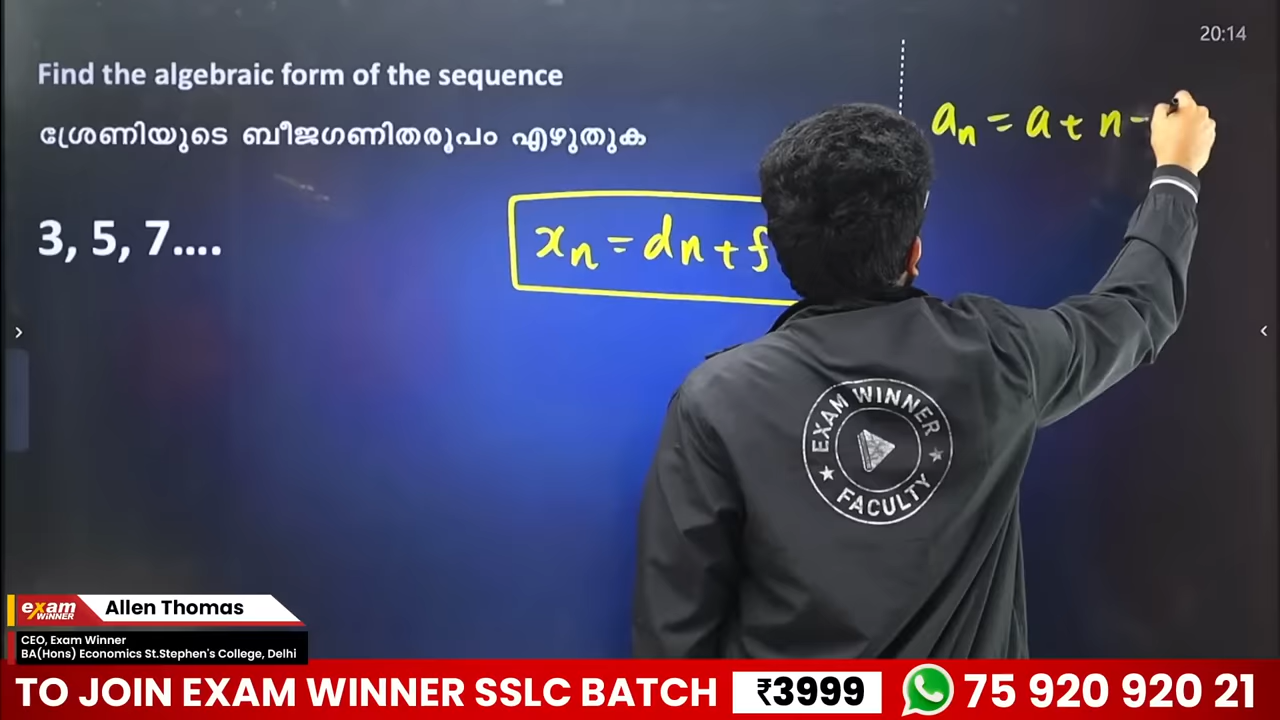 20:14
Find the algebraic form of the sequence
ശ്രേണിയുടെ ബീജഗണിതരൂപം എഴുതുക
aₙ = a + n -
3, 5, 7....
xₙ = dn + f
EXAM WINNER
FACULTY
exam WINNER
Allen Thomas
CEO, Exam Winner
BA(Hons) Economics St.Stephen's College, Delhi
TO JOIN EXAM WINNER SSLC BATCH ₹3999 75 920 920 21